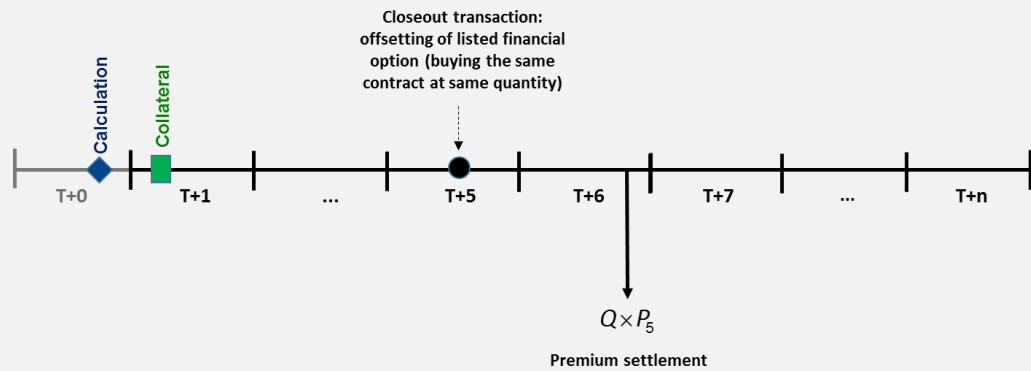 Closeout transaction:
offsetting of listed financial
option (buying the same
contract at same quantity)
Calculation
Collateral
T+0
T+1
...
T+5
T+6
T+7
...
T+n
Q×P₅
Premium settlement